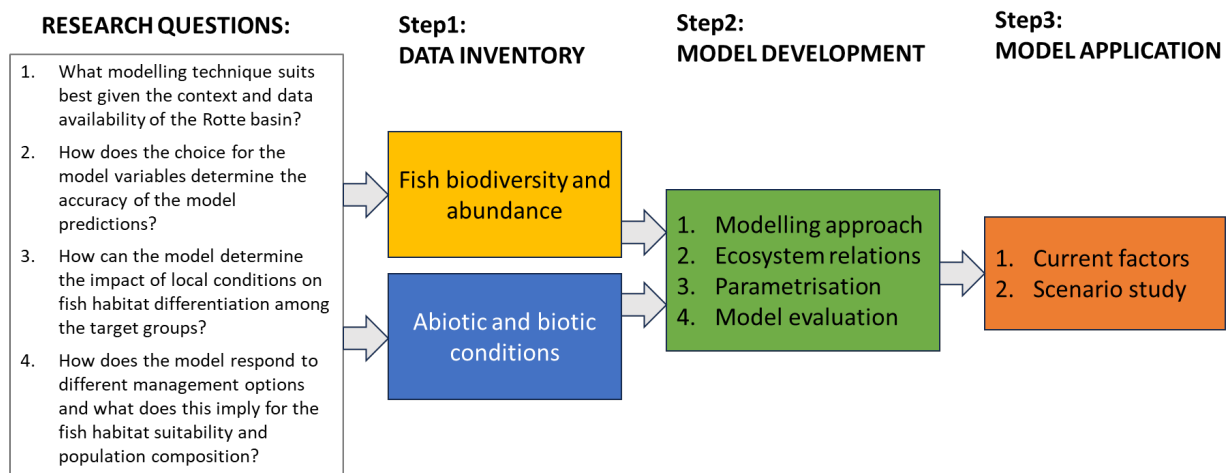 RESEARCH QUESTIONS:
1. What modelling technique suits
best given the context and data
availability of the Rotte basin?
2. How does the choice for the
model variables determine the
accuracy of the model
predictions?
3. How can the model determine
the impact of local conditions on
fish habitat differentiation among
the target groups?
4. How does the model respond to
different management options
and what does this imply for the
fish habitat suitability and
population composition?
Step1:
DATA INVENTORY
Fish biodiversity and
abundance
Abiotic and biotic
conditions
Step2:
MODEL DEVELOPMENT
1. Modelling approach
2. Ecosystem relations
3. Parametrisation
4. Model evaluation
Step3:
MODEL APPLICATION
1. Current factors
2. Scenario study